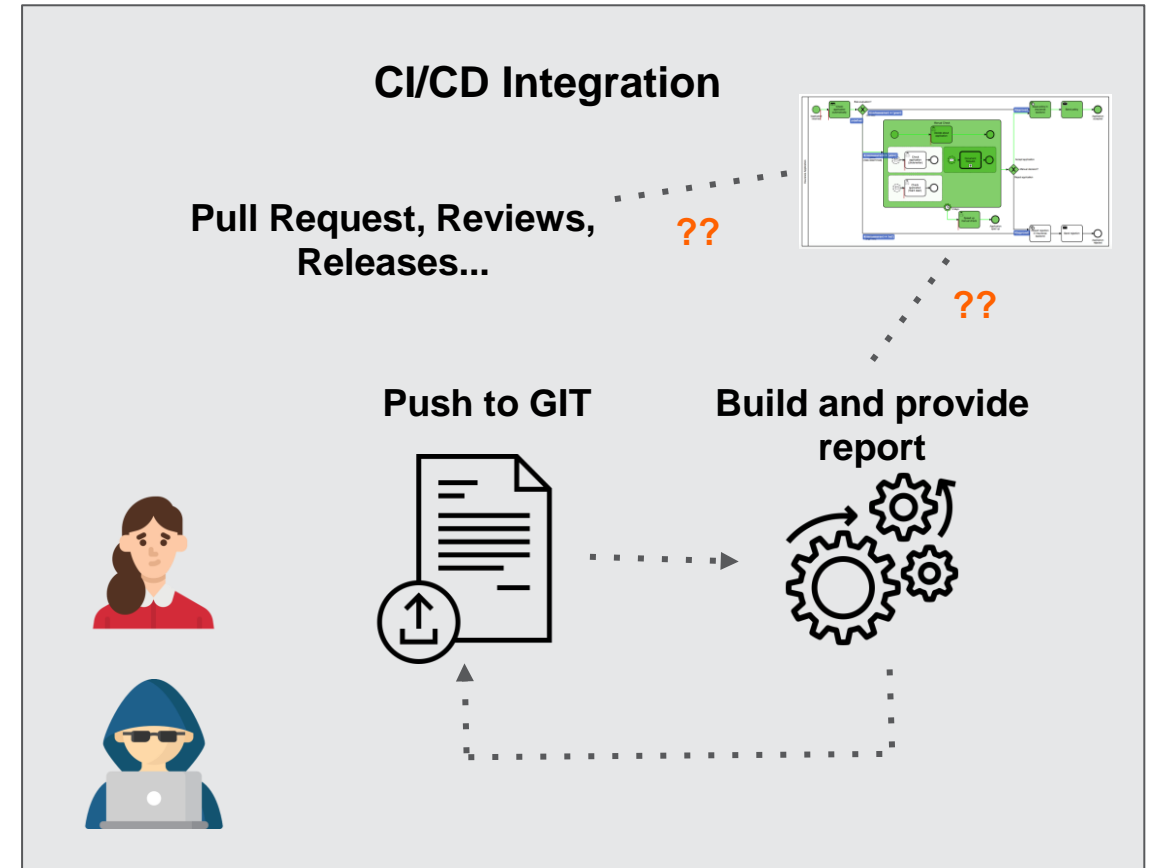 CI/CD Integration
Pull Request, Reviews,
Releases...
??
??
Push to GIT
Build and provide
report